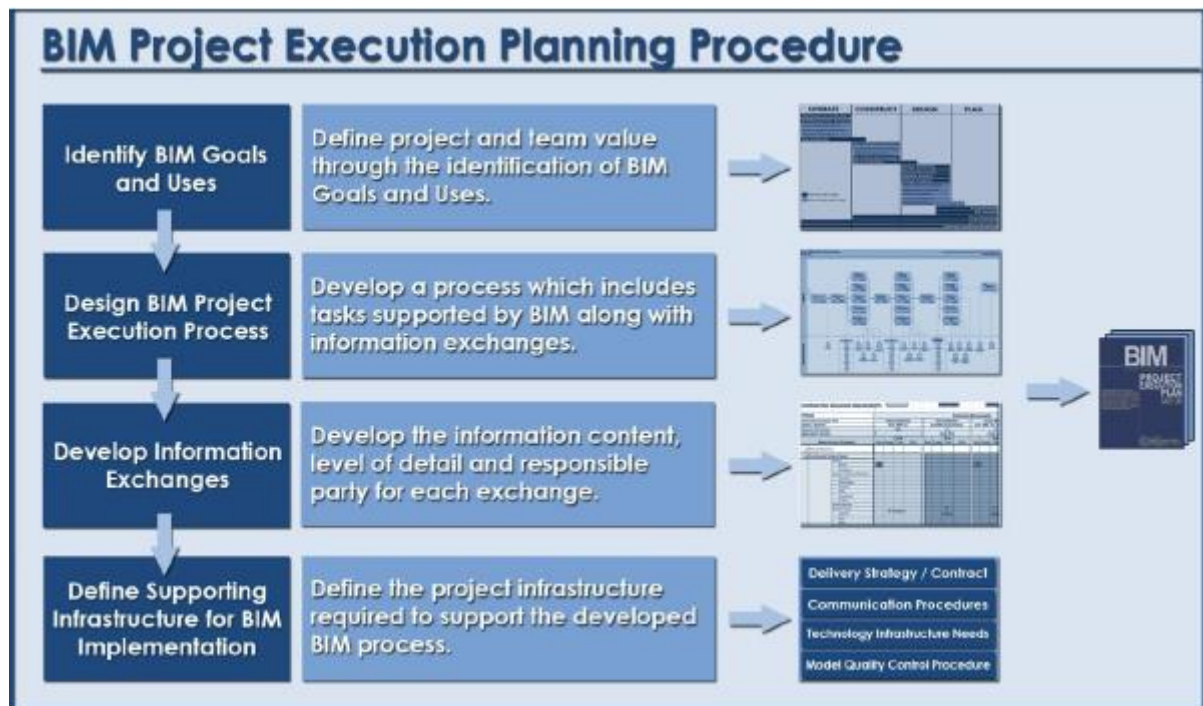 BIM Project Execution Planning Procedure
Identify BIM Goals
and Uses
Define project and team value
through the identification of BIM
Goals and Uses.
OPERATE CONSTRUCT DESIGN PLAN
Design BIM Project
Execution Process
Develop a process which includes
tasks supported by BIM along with
information exchanges.
Develop Information
Exchanges
Develop the information content,
level of detail and responsible
party for each exchange.
Define Supporting
Infrastructure for BIM
Implementation
Define the project infrastructure
required to support the developed
BIM process.
Delivery Strategy / Contract
Communication Procedures
Technology Infrastructure Needs
Model Quality Control Procedure
BIM
PROJECT
EXECUTION
PLAN